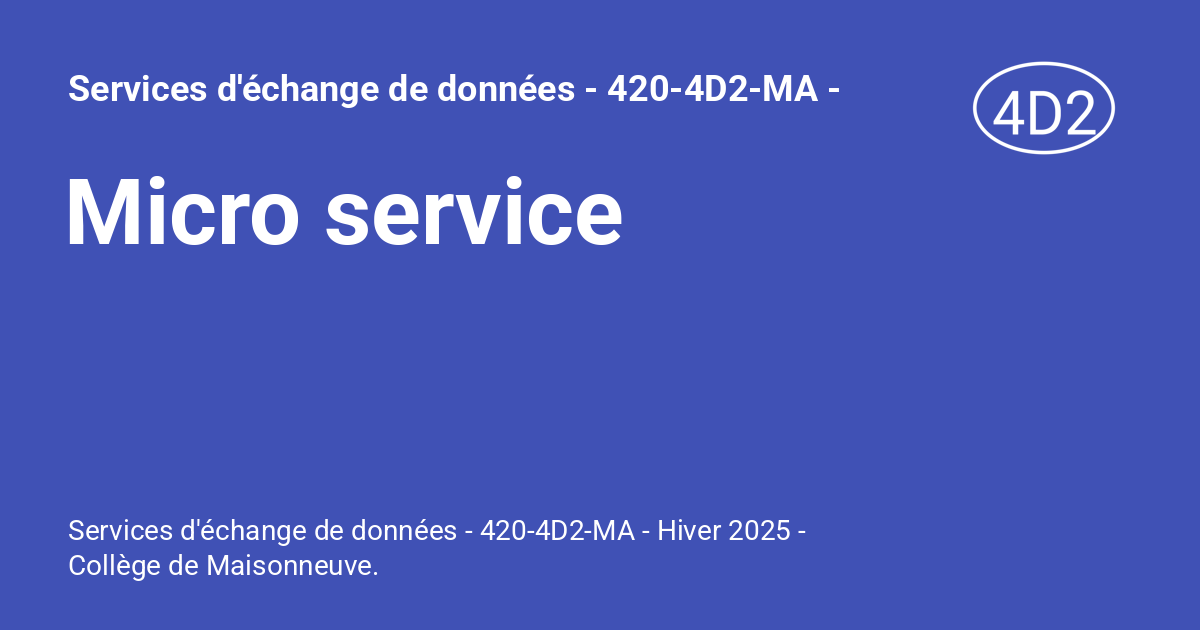 Services d'échange de données - 420-4D2-MA -
4D2
Micro service
Services d'échange de données - 420-4D2-MA - Hiver 2025 -
Collège de Maisonneuve.